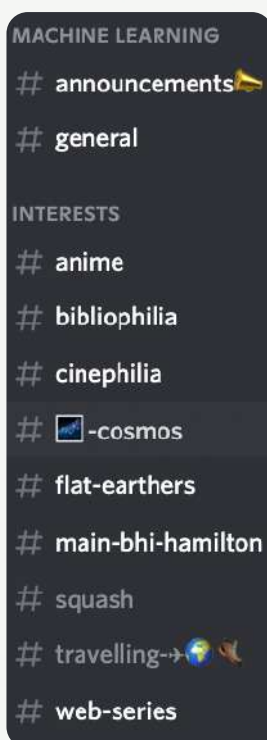 MACHINE LEARNING
# announcements📣
# general
INTERESTS
# anime
# bibliophilia
# cinephilia
# 🌌-cosmos
# flat-earthers
# main-bhi-hamilton
# squash
# travelling-✈🌍
# web-series